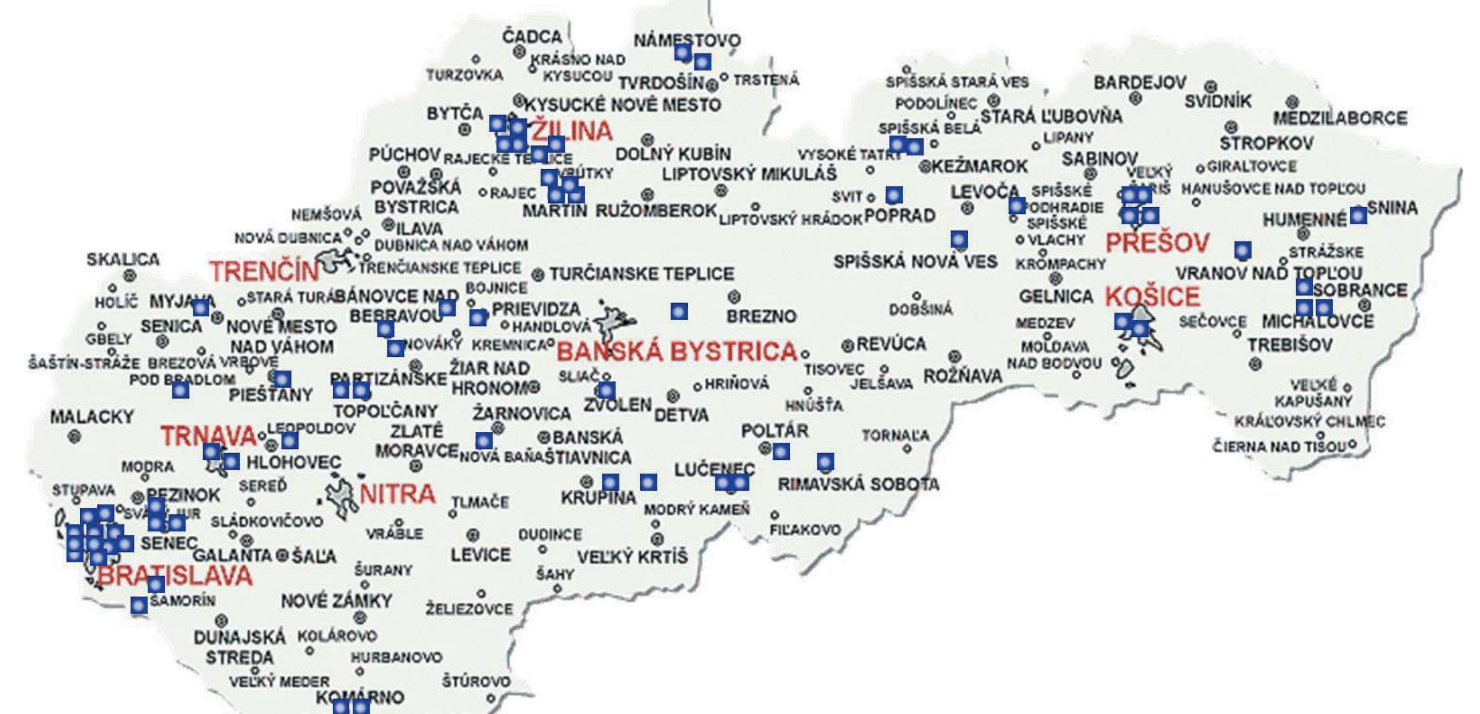 ČADCA
NÁMESTOVO
KRÁSNO NAD
KYSUCOU
TURZOVKA
TVRDOŠÍN
TRSTENÁ
SPIŠSKÁ STARÁ VES
BARDEJOV
SVIDNÍK
PODOLÍNEC
STARÁ ĽUBOVŇA
MEDZILABORCE
BYTČA
KYSUCKÉ NOVÉ MESTO
ŽILINA
SPIŠSKÁ BELÁ
LIPANY
STROPKOV
PÚCHOV
RAJECKÉ TEPLICE
DOLNÝ KUBÍN
VYSOKÉ TATRY
KEŽMAROK
SABINOV
VEĽKÝ
ŠARIŠ
GIRALTOVCE
VRÚTKY
LIPTOVSKÝ MIKULÁŠ
POVAŽSKÁ
BYSTRICA
RAJEC
SVIT
LEVOČA
SPIŠSKÉ
PODHRADIE
HANUŠOVCE NAD TOPĽOU
MARTIN
RUŽOMBEROK
LIPTOVSKÝ HRÁDOK
POPRAD
SPIŠSKÉ
VLACHY
HUMENNÉ
SNINA
NEMŠOVÁ
ILAVA
NOVÁ DUBNICA
DUBNICA NAD VÁHOM
PREŠOV
STRÁŽSKE
SKALICA
TRENČÍN
TRENČIANSKE TEPLICE
TURČIANSKE TEPLICE
SPIŠSKÁ NOVÁ VES
KROMPACHY
VRANOV NAD TOPĽOU
HOLÍČ
MYJAVA
STARÁ TURÁ
BÁNOVCE NAD
BEBRAVOU
BOJNICE
PRIEVIDZA
BREZNO
DOBŠINÁ
GELNICA
KOŠICE
SOBRANCE
SENICA
NOVÉ MESTO
NAD VÁHOM
HANDLOVÁ
MEDZEV
SEČOVCE
MICHALOVCE
GBELY
NOVÁKY
KREMNICA
BANSKÁ BYSTRICA
REVÚCA
MOLDAVA
NAD BODVOU
TREBIŠOV
ŠAŠTÍN-STRÁŽE
BREZOVÁ
POD BRADLOM
VRBOVÉ
ŽIAR NAD
HRONOM
SLIAČ
TISOVEC
ROŽŇAVA
PIEŠŤANY
PARTIZÁNSKE
HRIŇOVÁ
JELŠAVA
VEĽKÉ
KAPUŠANY
MALACKY
TOPOĽČANY
ŽARNOVICA
ZVOLEN
DETVA
HNÚŠŤA
KRÁĽOVSKÝ CHLMEC
TRNAVA
LEOPOLDOV
ZLATÉ
MORAVCE
BANSKÁ
ŠTIAVNICA
POLTÁR
TORNAĽA
ČIERNA NAD TISOU
MODRA
HLOHOVEC
NOVÁ BAŇA
LUČENEC
RIMAVSKÁ SOBOTA
STUPAVA
PEZINOK
SEREĎ
NITRA
TLMAČE
KRUPINA
MODRÝ KAMEŇ
SVÄTÝ JUR
SLÁDKOVIČOVO
VRÁBLE
DUDINCE
FIĽAKOVO
SENEC
GALANTA
ŠAĽA
LEVICE
VEĽKÝ KRTÍŠ
BRATISLAVA
ŠURANY
ŠAHY
ŠAMORÍN
NOVÉ ZÁMKY
ŽELIEZOVCE
DUNAJSKÁ
STREDA
KOLÁROVO
HURBANOVO
VEĽKÝ MEDER
ŠTÚROVO
KOMÁRNO